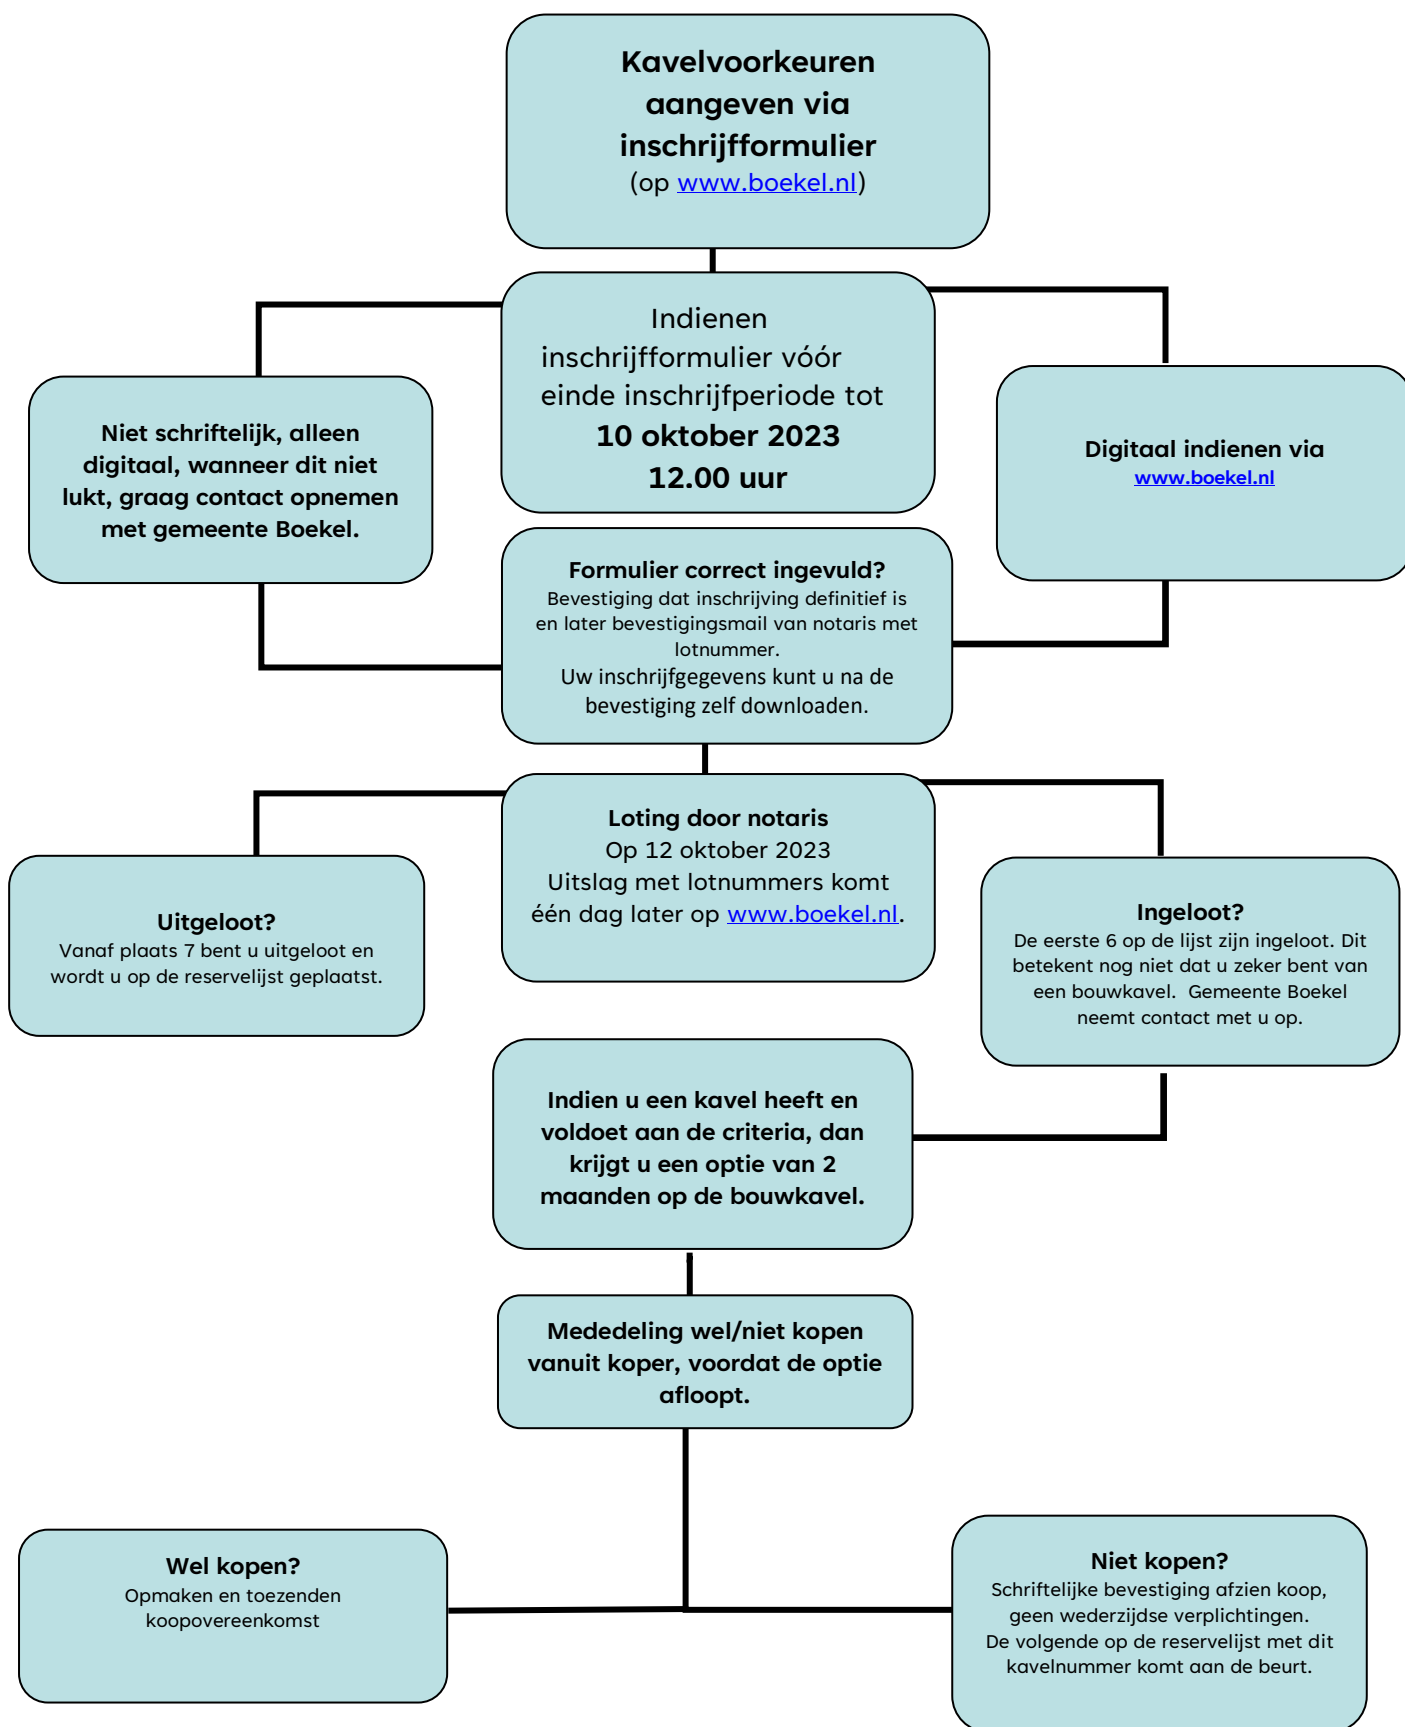 Kavelvoorkeuren
aangeven via
inschrijfformulier
(op www.boekel.nl)
Indienen
inschrijfformulier vóór
einde inschrijfperiode tot
10 oktober 2023
12.00 uur
Niet schriftelijk, alleen
digitaal, wanneer dit niet
lukt, graag contact opnemen
met gemeente Boekel.
Digitaal indienen via
www.boekel.nl
Formulier correct ingevuld?
Bevestiging dat inschrijving definitief is
en later bevestigingsmail van notaris met
lotnummer.
Uw inschrijfgegevens kunt u na de
bevestiging zelf downloaden.
Loting door notaris
Op 12 oktober 2023
Uitslag met lotnummers komt
één dag later op www.boekel.nl.
Uitgeloot?
Vanaf plaats 7 bent u uitgeloot en
wordt u op de reservelijst geplaatst.
Ingeloot?
De eerste 6 op de lijst zijn ingeloot. Dit
betekent nog niet dat u zeker bent van
een bouwkavel.  Gemeente Boekel
neemt contact met u op.
Indien u een kavel heeft en
voldoet aan de criteria, dan
krijgt u een optie van 2
maanden op de bouwkavel.
Mededeling wel/niet kopen
vanuit koper, voordat de optie
afloopt.
Wel kopen?
Opmaken en toezenden
koopovereenkomst
Niet kopen?
Schriftelijke bevestiging afzien koop,
geen wederzijdse verplichtingen.
De volgende op de reservelijst met dit
kavelnummer komt aan de beurt.